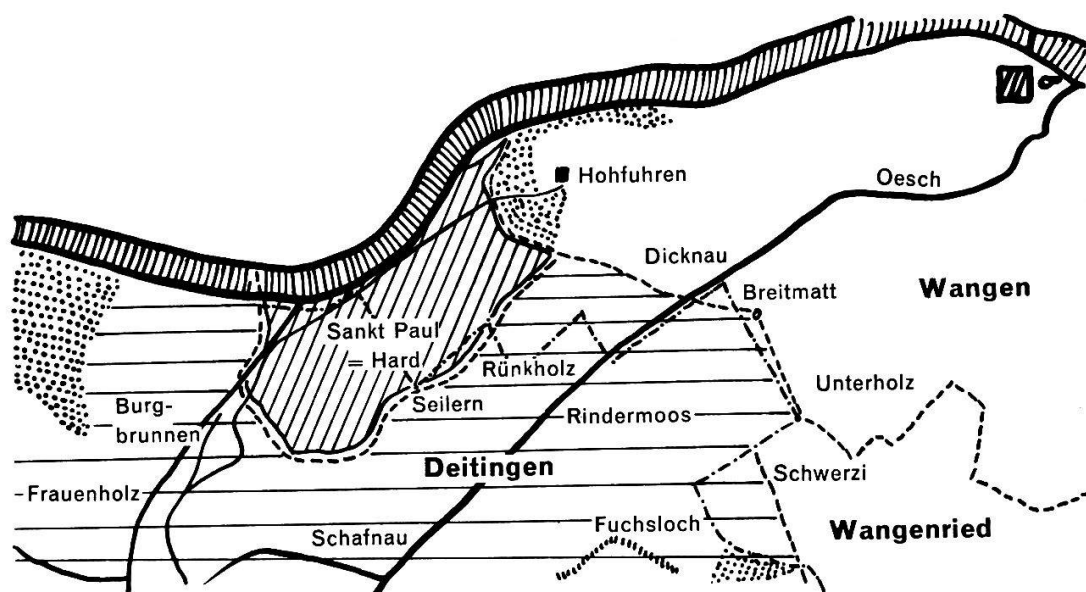 Hohfuhren
Oesch
Dicknau
Wangen
Breitmatt
Sankt Paul
= Hard
Rünkholz
Unterholz
Seilern
Burg-
brunnen
Rindermoos
Deitingen
Schwerzi
Frauenholz
Fuchsloch
Wangenried
Schafnau